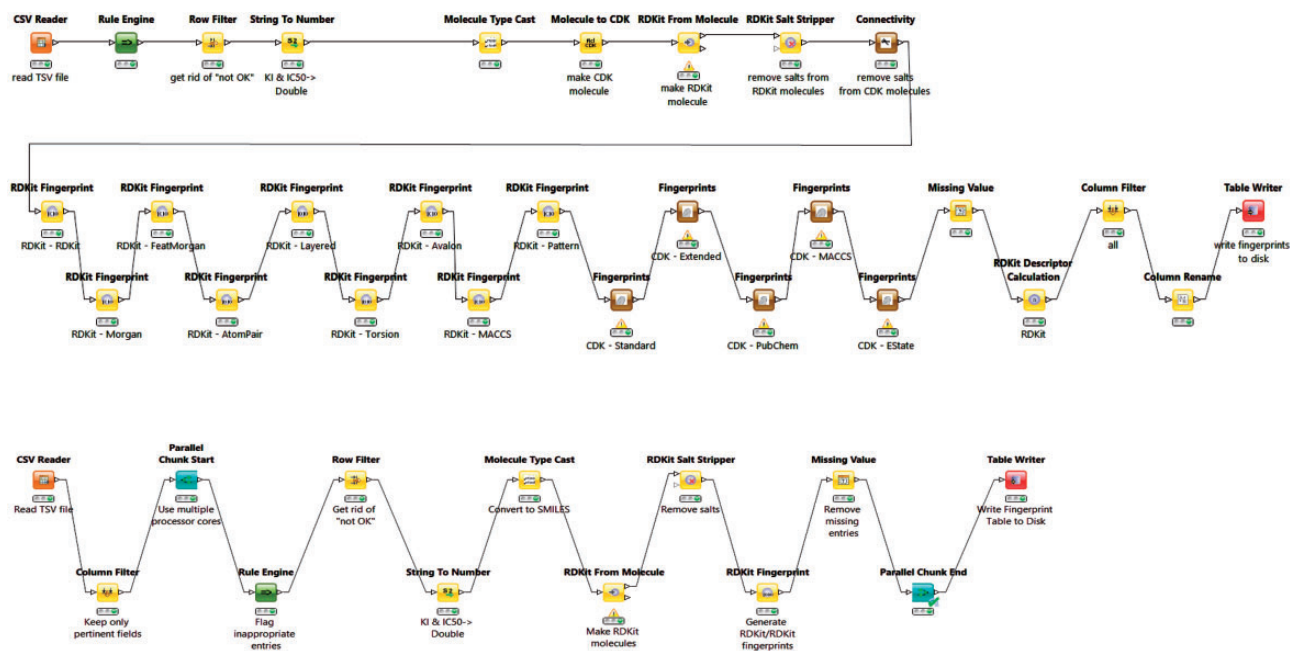 CSV Reader Rule Engine Row Filter String To Number Molecule Type Cast Molecule to CDK RDKit From Molecule RDKit Salt Stripper Connectivity
read TSV file get rid of "not OK" KI & IC50-> make CDK make RDKit remove salts from remove salts
Double molecule molecule RDKit molecules from CDK molecules
RDKit Fingerprint RDKit Fingerprint RDKit Fingerprint RDKit Fingerprint RDKit Fingerprint Fingerprints Fingerprints Missing Value Column Filter Table Writer
RDKit - RDKit RDKit - FeatMorgan RDKit - Layered RDKit - Avalon RDKit - Pattern CDK - Extended CDK - MACCS all write fingerprints
to disk
RDKit Fingerprint RDKit Fingerprint RDKit Fingerprint RDKit Fingerprint Fingerprints Fingerprints Fingerprints RDKit Descriptor Column Rename
Calculation
RDKit - Morgan RDKit - AtomPair RDKit - Torsion RDKit - MACCS CDK - Standard CDK - PubChem CDK - EState RDKit
CSV Reader Parallel Row Filter Molecule Type Cast RDKit Salt Stripper Missing Value Table Writer
Chunk Start
Read TSV file Use multiple Get rid of Convert to SMILES Remove salts Remove Write Fingerprint
processor cores "not OK" missing Table to Disk
entries
Column Filter Rule Engine String To Number RDKit From Molecule RDKit Fingerprint Parallel Chunk End
Keep only Flag KI & IC50-> Make RDKit Generate
pertinent fields inappropriate Double molecules RDKit/RDKit
entries fingerprints